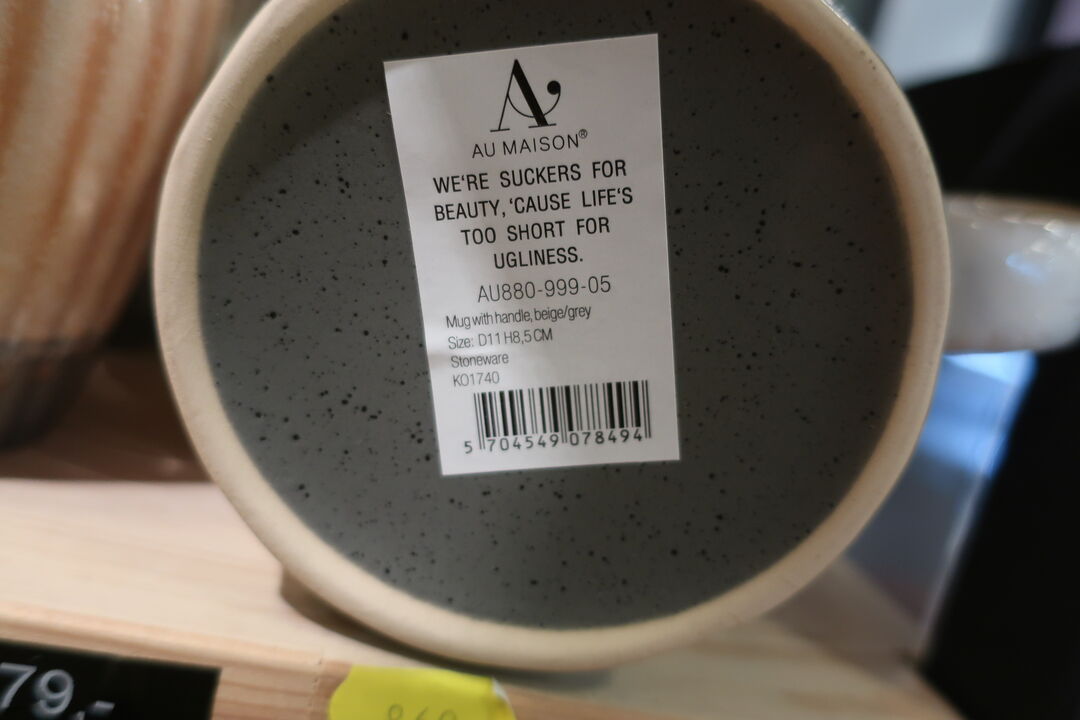 AU MAISON®
WE'RE SUCKERS FOR
BEAUTY, 'CAUSE LIFE'S
TOO SHORT FOR
UGLINESS.
AU880-999-05
Mug with handle, beige/grey
Size: D11 H8,5 CM
Stoneware
KO1740
5 704549 078494
79,-